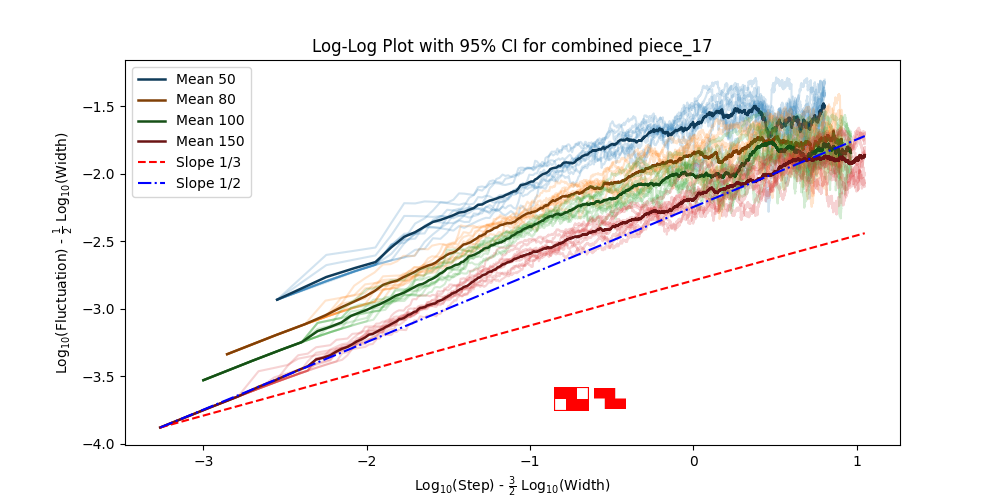 Log-Log Plot with 95% CI for combined piece_17
Mean 50
Mean 80
Mean 100
Mean 150
Slope 1/3
Slope 1/2
Log10(Fluctuation) - 1/2 Log10(Width)
−1.5
−2.0
−2.5
−3.0
−3.5
−4.0
−3
−2
−1
0
1
Log10(Step) - 3/2 Log10(Width)